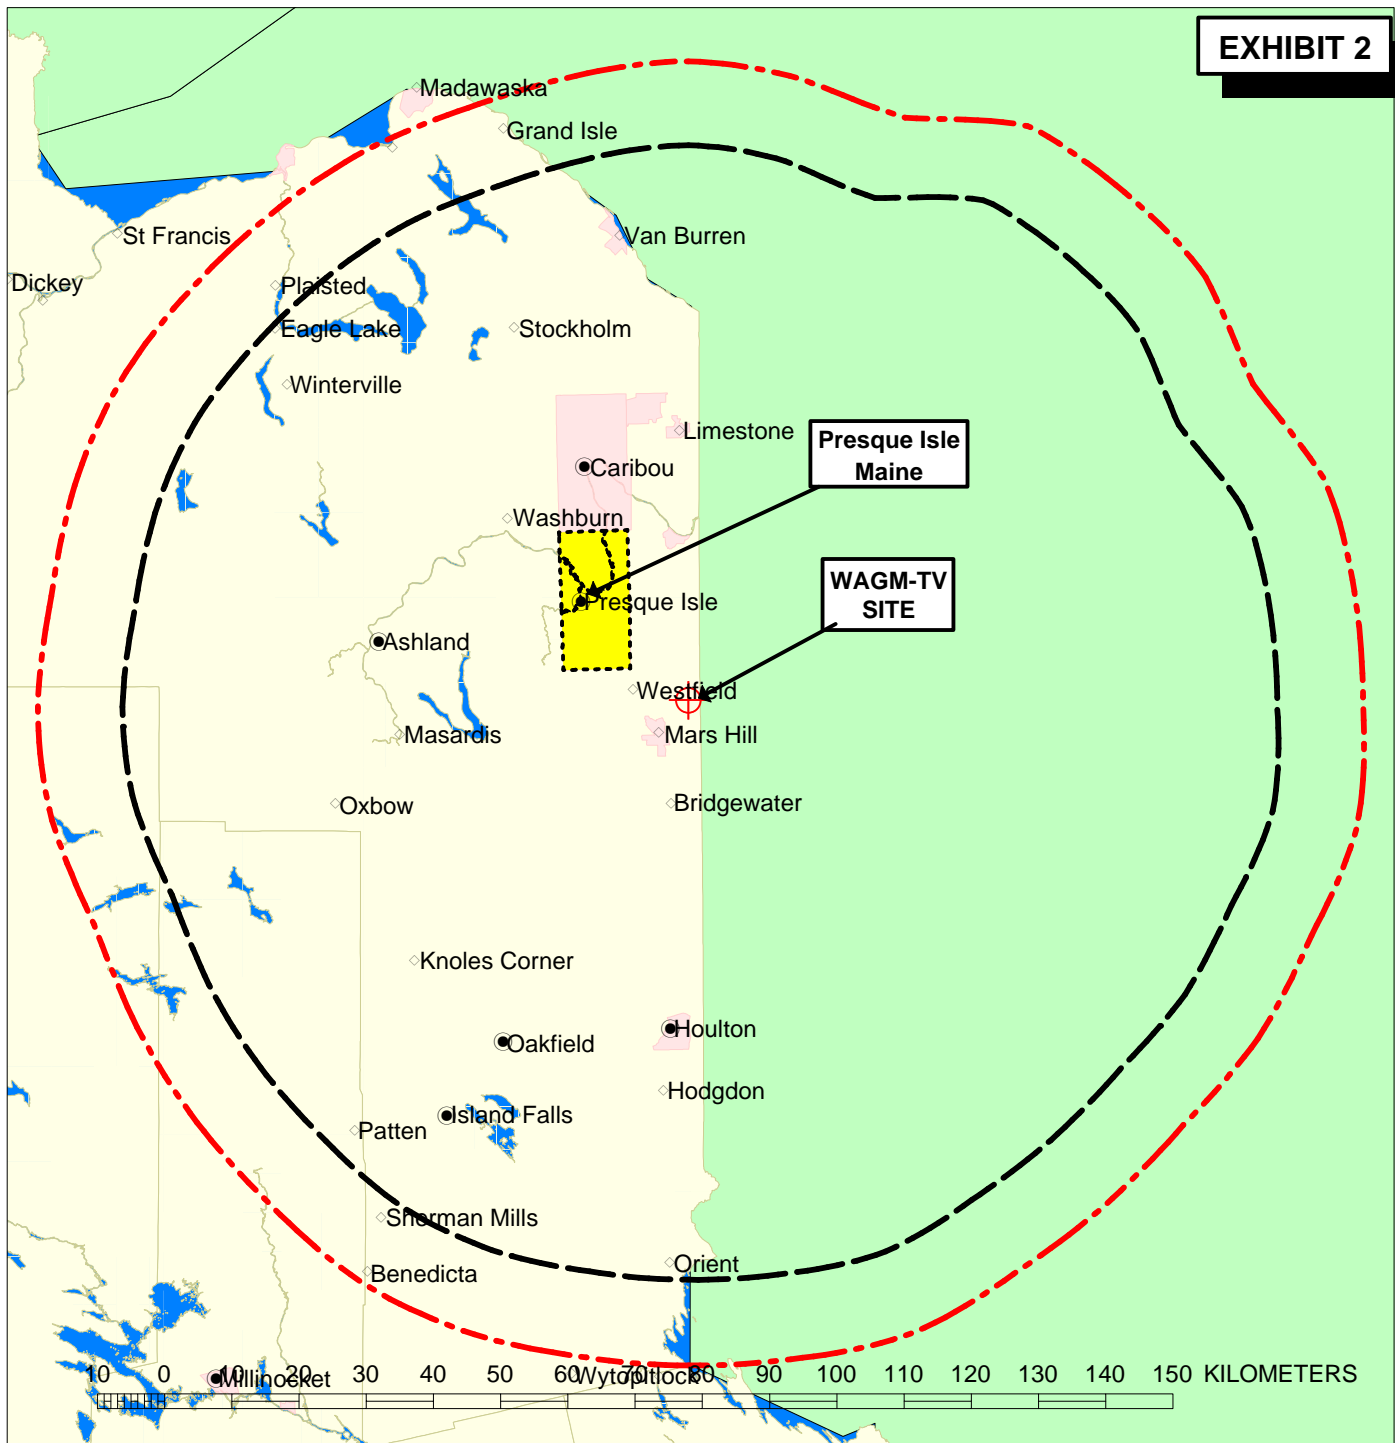 EXHIBIT 2
Madawaska
Grand Isle
St Francis
Van Burren
Dickey
Plaisted
Eagle Lake
Stockholm
Winterville
Limestone
Presque Isle
Maine
Caribou
Washburn
WAGM-TV
SITE
Presque Isle
Ashland
Westfield
Masardis
Mars Hill
Oxbow
Bridgewater
Knoles Corner
Houlton
Oakfield
Hodgdon
Island Falls
Patten
Sherman Mills
Orient
Benedicta
10 0 10 20 30 40 50 60 70 80 90 100 110 120 130 140 150 KILOMETERS
Millinocket
Wytopitlock